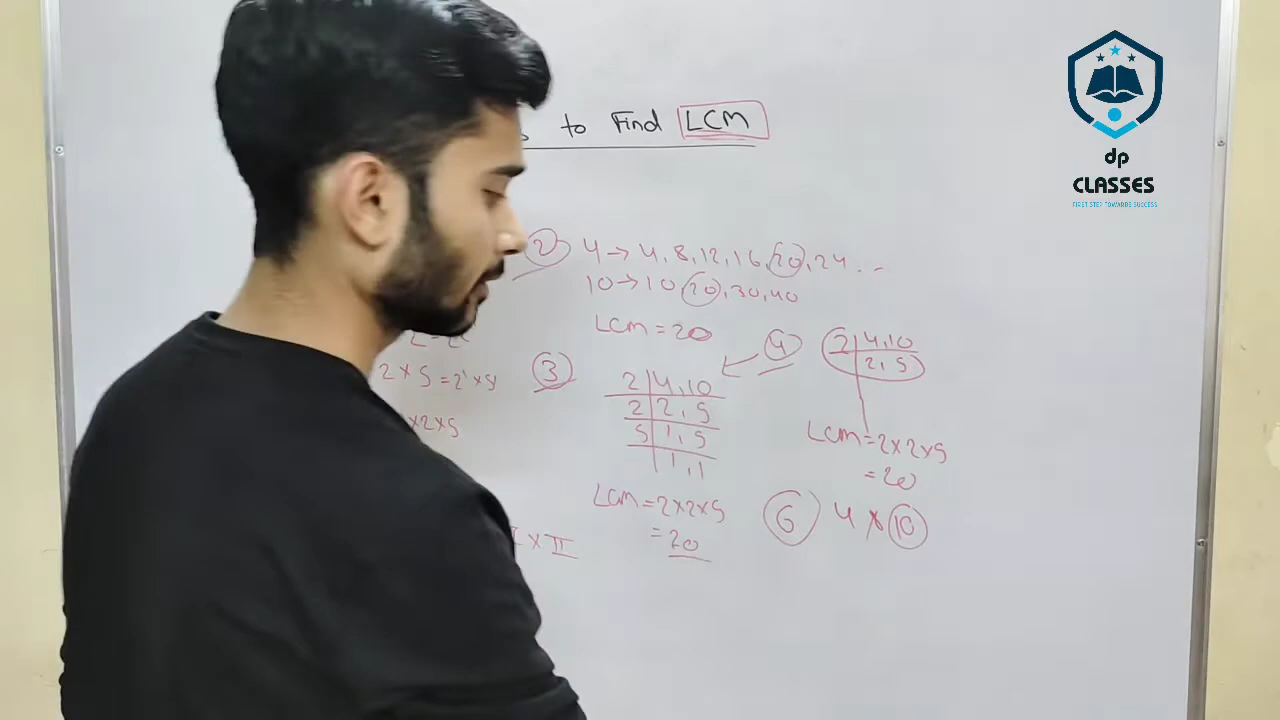 to Find LCM
② 4 → 4, 8, 12, 16, 20, 24 ...
10 → 10, 20, 30, 40
LCM = 20
2 × 5 = 2¹ × 5¹
×2×5
I × II
③
2 | 4, 10
2 | 2, 5
5 | 1, 5
| 1, 1
LCM = 2×2×5
= 20
④
2 | 4, 10
| 2, 5
LCM = 2×2×5
= 20
⑥ 4 & 10
dp
CLASSES
FIRST STEP TOWARDS SUCCESS